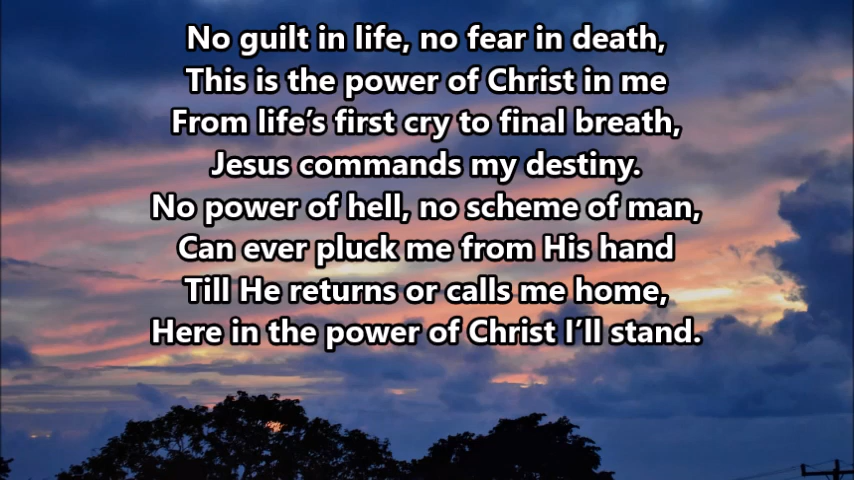 No guilt in life, no fear in death,
This is the power of Christ in me
From life’s first cry to final breath,
Jesus commands my destiny.
No power of hell, no scheme of man,
Can ever pluck me from His hand
Till He returns or calls me home,
Here in the power of Christ I’ll stand.